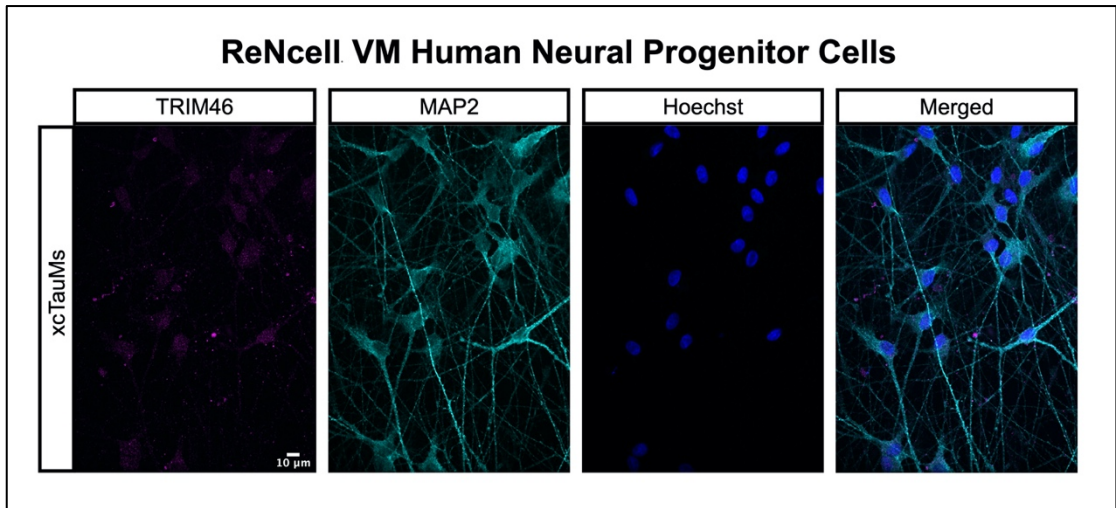 ReNcell VM Human Neural Progenitor Cells
TRIM46
MAP2
Hoechst
Merged
xcTauMs
10 μm